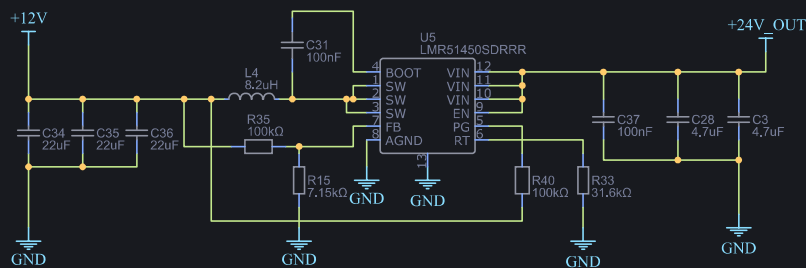 +12V
+24V_OUT
U5
LMR51450SDRRR
C31
100nF
L4
8.2uH
4 BOOT VIN 12
1 SW VIN 11
2 SW VIN 10
3 SW EN 9
7 FB PG 5
8 AGND RT 6
13
C34
22uF
C35
22uF
C36
22uF
R35
100kΩ
C37
100nF
C28
4.7uF
C3
4.7uF
R15
7.15kΩ
R40
100kΩ
R33
31.6kΩ
GND
GND
GND
GND
GND
GND